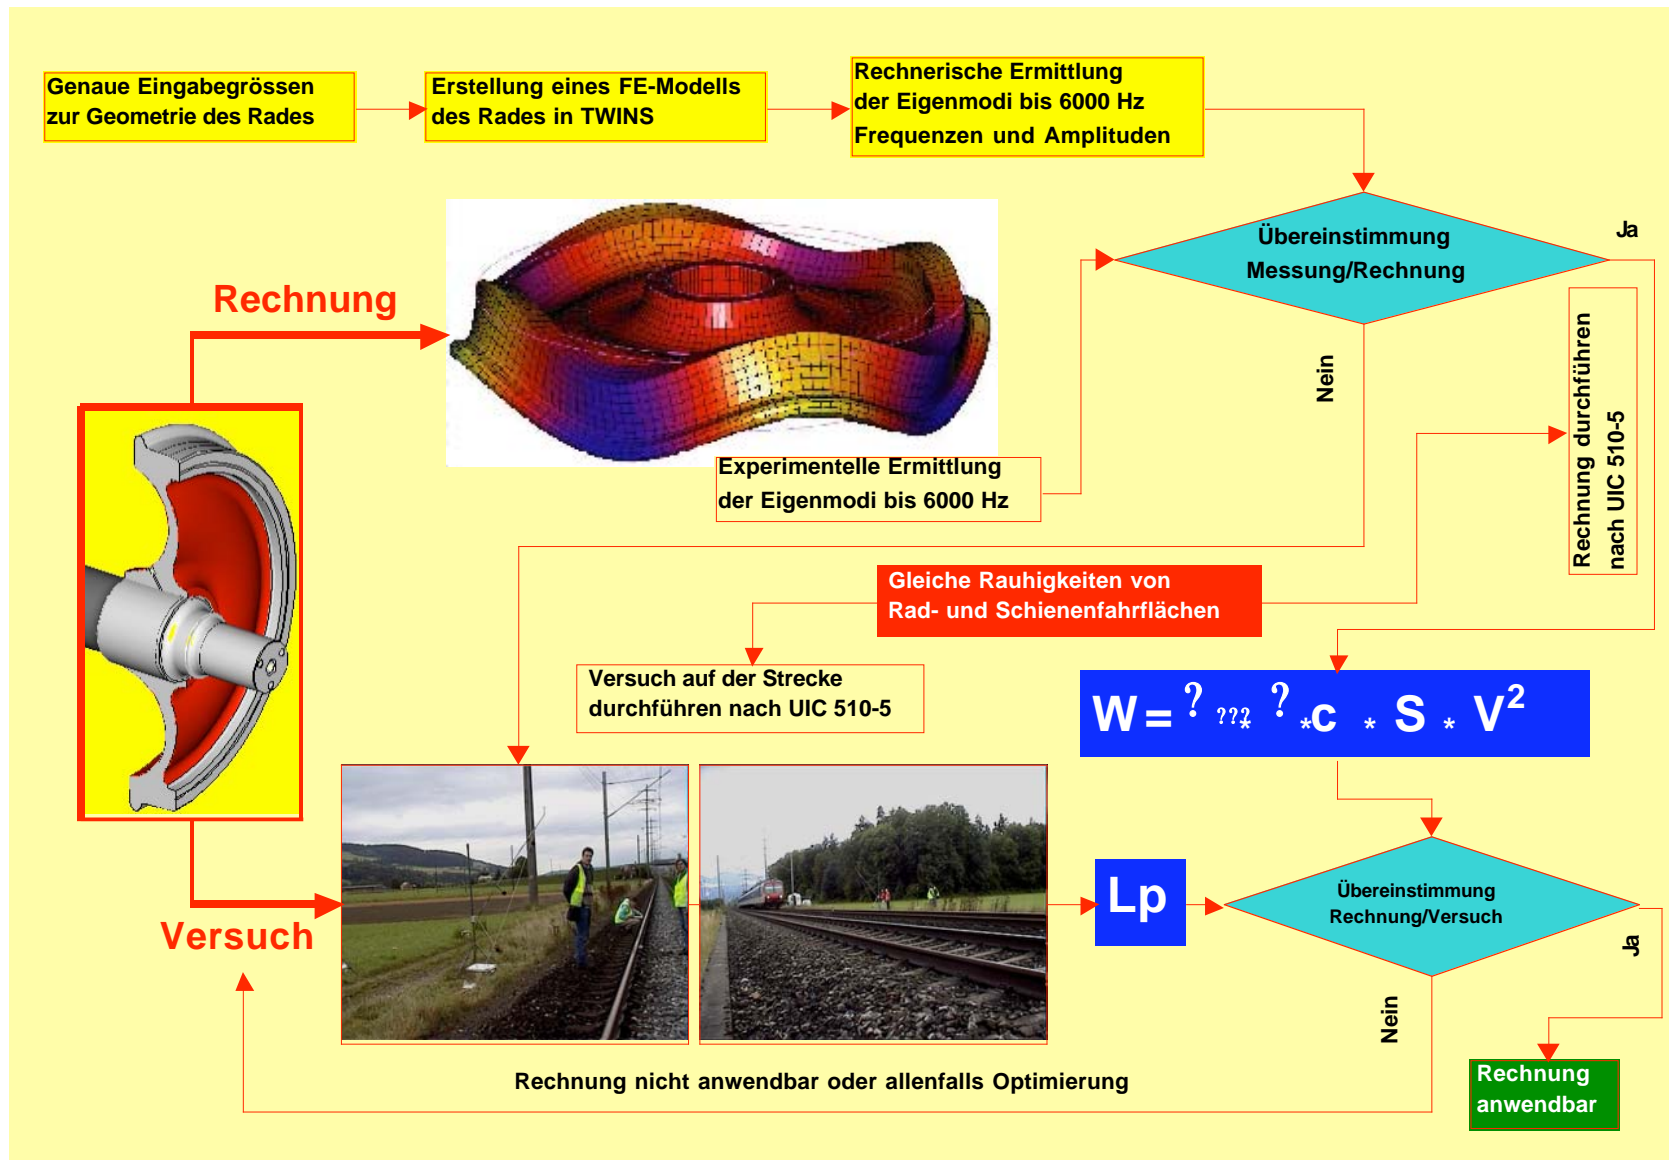 Genaue Eingabegrössen
zur Geometrie des Rades
Erstellung eines FE-Modells
des Rades in TWINS
Rechnerische Ermittlung
der Eigenmodi bis 6000 Hz
Frequenzen und Amplituden
Übereinstimmung
Messung/Rechnung
Ja
Nein
Rechnung
Experimentelle Ermittlung
der Eigenmodi bis 6000 Hz
Rechnung durchführen
nach UIC 510-5
Gleiche Rauhigkeiten von
Rad- und Schienenfahrflächen
Versuch auf der Strecke
durchführen nach UIC 510-5
W = ? ???* ? *c * S * V²
Versuch
Lp
Übereinstimmung
Rechnung/Versuch
Ja
Nein
Rechnung nicht anwendbar oder allenfalls Optimierung
Rechnung
anwendbar